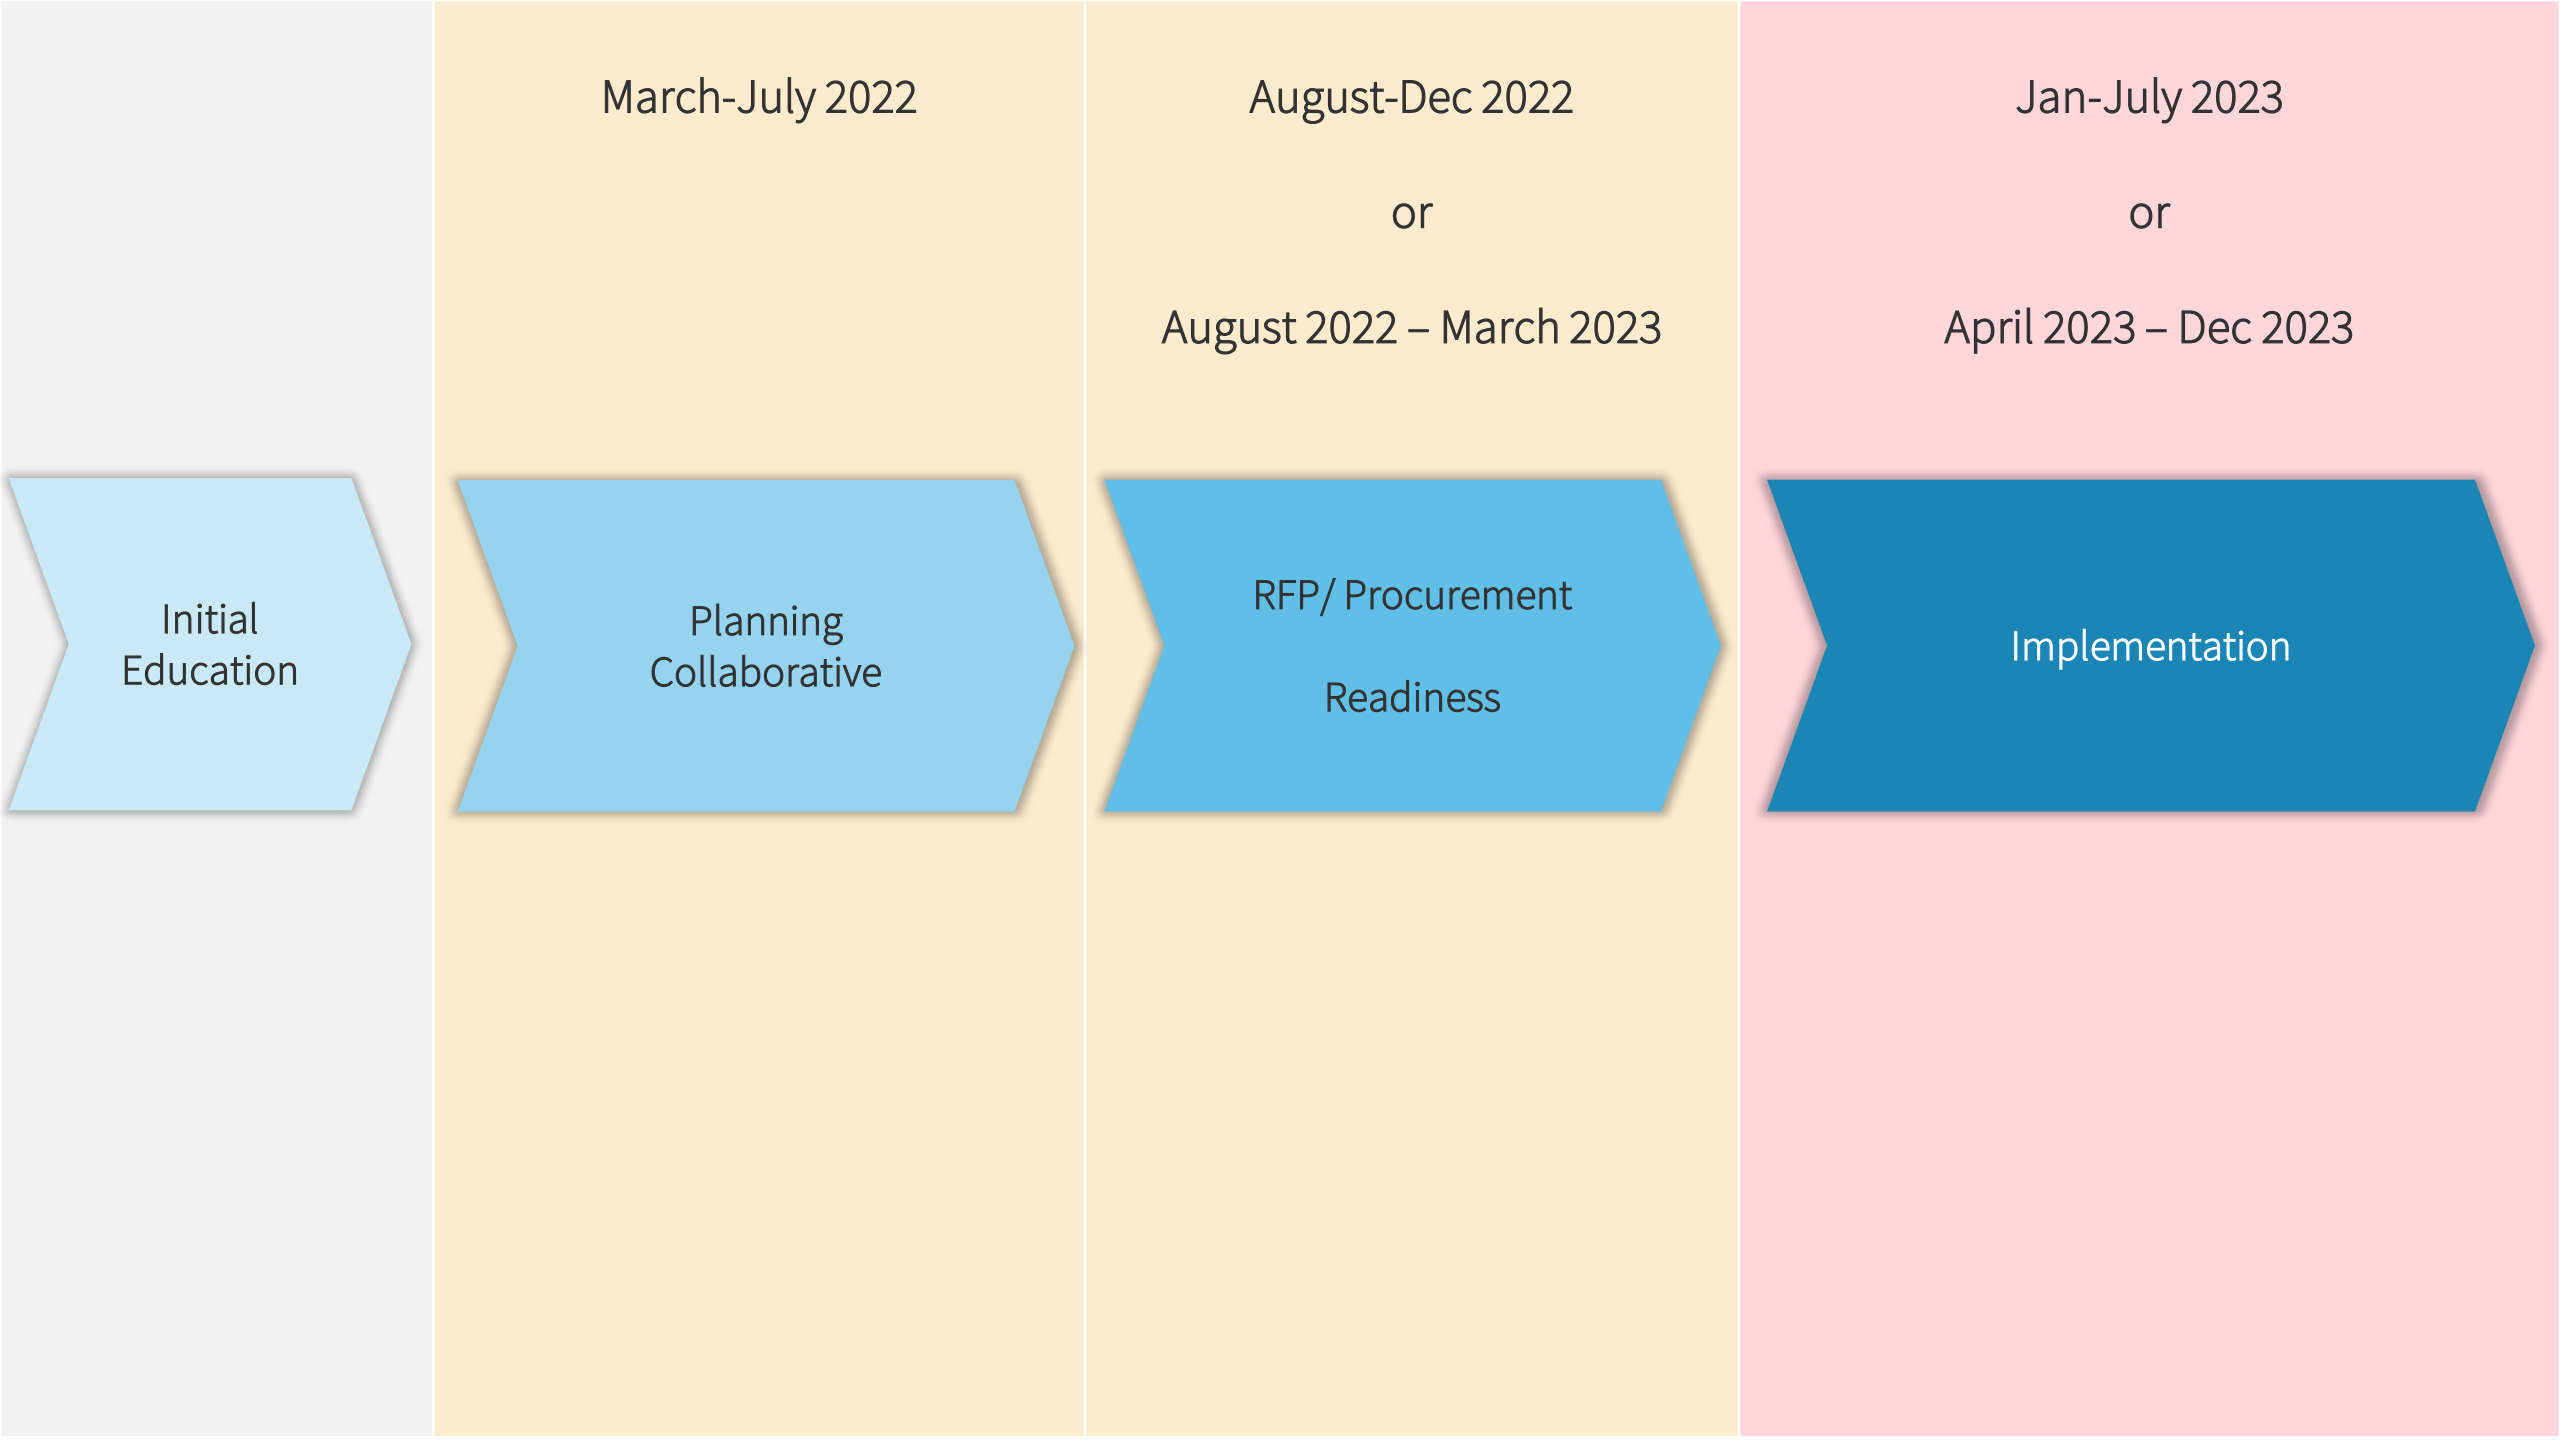 March-July 2022
August-Dec 2022
or
August 2022 – March 2023
Jan-July 2023
or
April 2023 – Dec 2023
Initial
Education
Planning
Collaborative
RFP/ Procurement
Readiness
Implementation